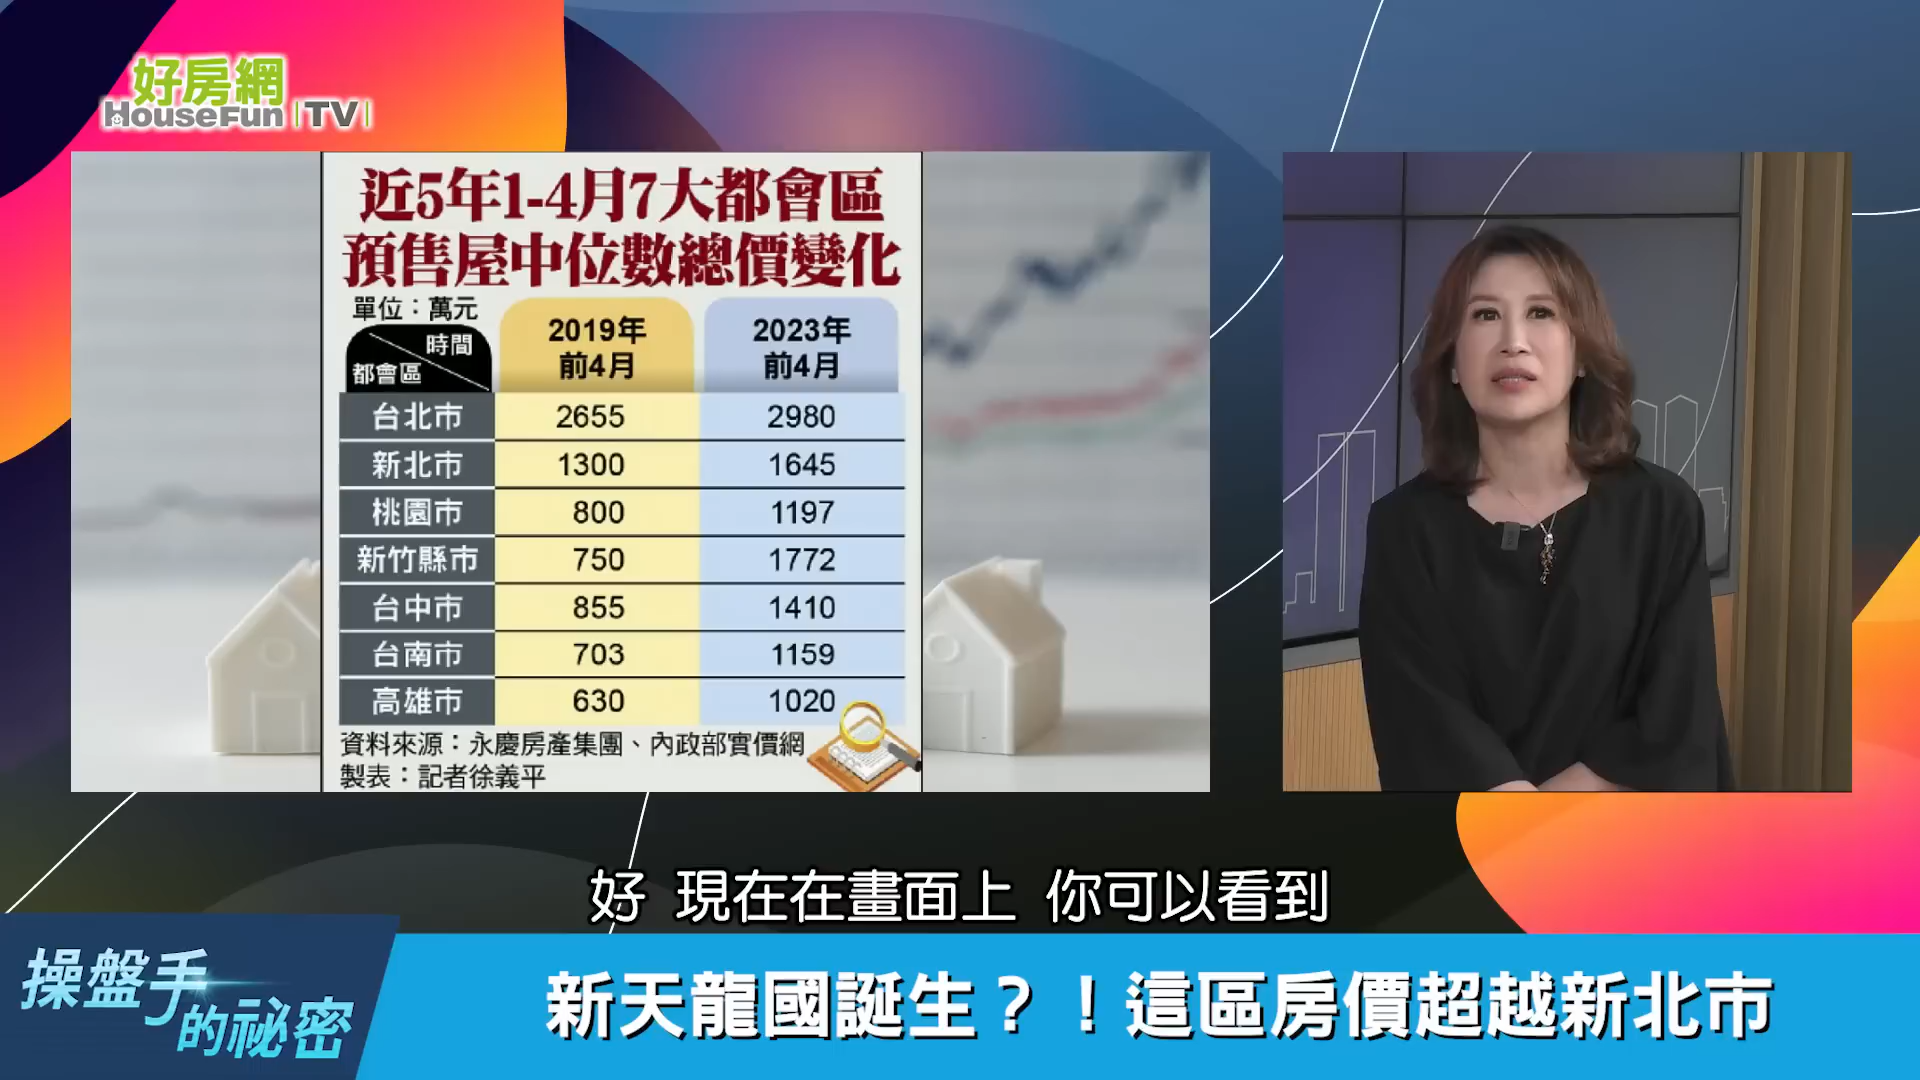 好房網
HouseFun TV
近5年1-4月7大都會區
預售屋中位數總價變化
單位：萬元
時間
都會區
2019年
前4月
2023年
前4月
台北市 2655 2980
新北市 1300 1645
桃園市 800 1197
新竹縣市 750 1772
台中市 855 1410
台南市 703 1159
高雄市 630 1020
資料來源：永慶房產集團、內政部實價網
製表：記者徐義平
好 現在在畫面上 你可以看到
操盤手
的祕密
新天龍國誕生？！這區房價超越新北市